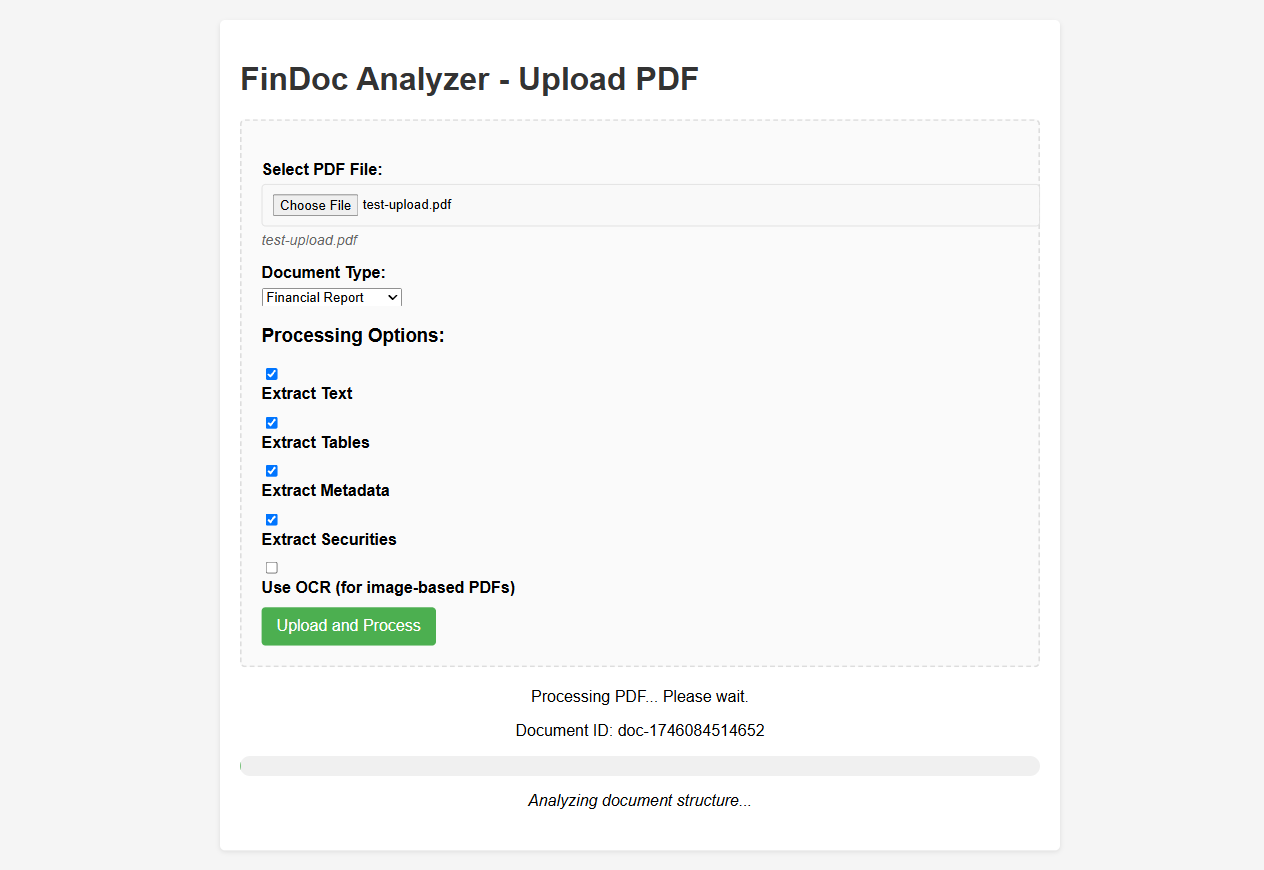 FinDoc Analyzer - Upload PDF
Select PDF File:
Choose File test-upload.pdf
test-upload.pdf
Document Type:
Financial Report
Processing Options:
Extract Text
Extract Tables
Extract Metadata
Extract Securities
Use OCR (for image-based PDFs)
Upload and Process
Processing PDF... Please wait.
Document ID: doc-1746084514652
Analyzing document structure...